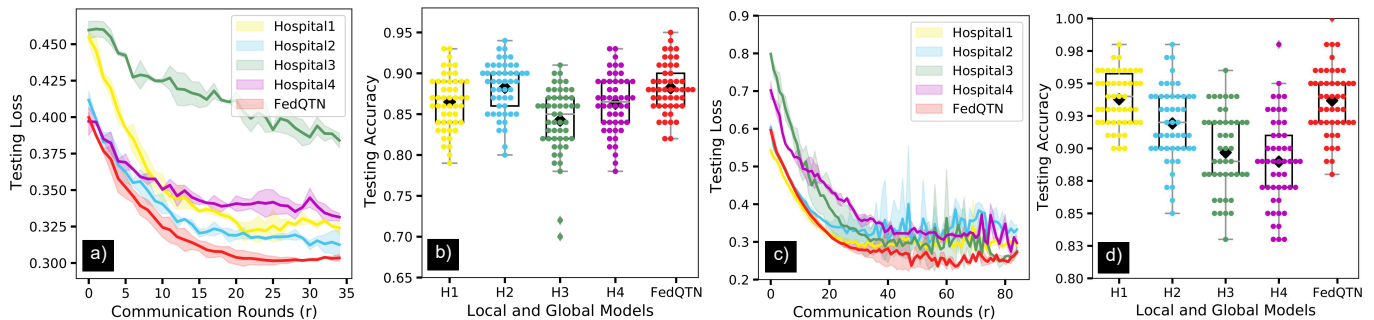 Testing Loss
0.450
0.425
0.400
0.375
0.350
0.325
0.300
Hospital1
Hospital2
Hospital3
Hospital4
FedQTN
a)
0 5 10 15 20 25 30 35
Communication Rounds (r)
Testing Accuracy
0.95
0.90
0.85
0.80
0.75
0.70
0.65
b)
H1 H2 H3 H4 FedQTN
Local and Global Models
Testing Loss
0.9
0.8
0.7
0.6
0.5
0.4
0.3
0.2
Hospital1
Hospital2
Hospital3
Hospital4
FedQTN
c)
0 20 40 60 80
Communication Rounds (r)
Testing Accuracy
1.00
0.98
0.95
0.93
0.90
0.88
0.85
0.83
0.80
d)
H1 H2 H3 H4 FedQTN
Local and Global Models